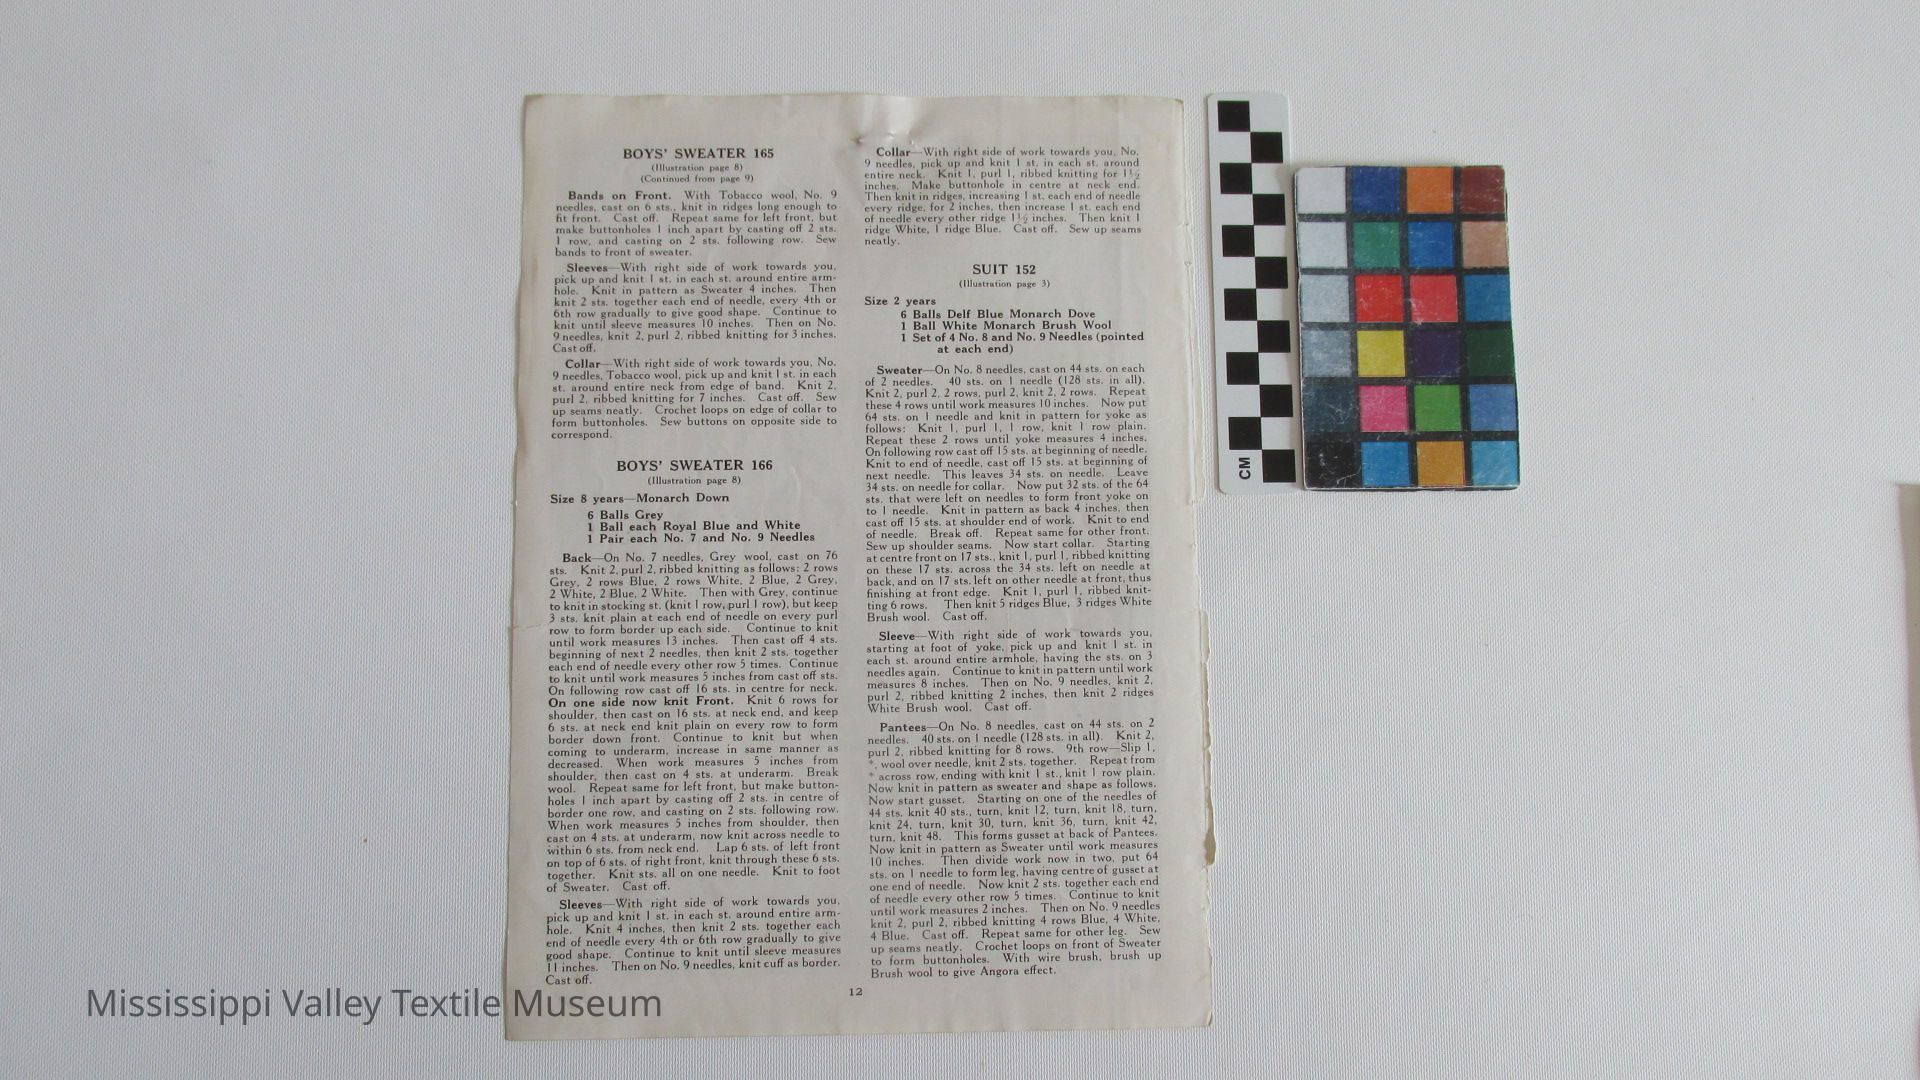 BOYS' SWEATER 165
(Illustration page 8)
(Continued from page 9)
Bands on Front. With Tobacco wool, No. 9
needles, cast on 6 sts., knit in ridges long enough to
fit front. Cast off. Repeat same for left front, but
make buttonholes 1 inch apart by casting off 2 sts.
1 row, and casting on 2 sts. following row. Sew
bands to front of sweater.
Sleeves—With right side of work towards you,
pick up and knit 1 st. in each st. around entire arm-
hole. Knit in pattern as Sweater 4 inches. Then
knit 2 sts. together each end of needle, every 4th or
6th row gradually to give good shape. Continue to
knit until sleeve measures 10 inches. Then on No.
9 needles, knit 2, purl 2, ribbed knitting for 3 inches.
Cast off.
Collar—With right side of work towards you, No.
9 needles, Tobacco wool, pick up and knit 1 st. in each
st. around entire neck from edge of band. Knit 2,
purl 2, ribbed knitting for 7 inches. Cast off. Sew
up seams neatly. Crochet loops on edge of collar to
form buttonholes. Sew buttons on opposite side to
correspond.
BOYS' SWEATER 166
(Illustration page 8)
Size 8 years—Monarch Down
6 Balls Grey
1 Ball each Royal Blue and White
1 Pair each No. 7 and No. 9 Needles
Back—On No. 7 needles, Grey wool, cast on 76
sts. Knit 2, purl 2, ribbed knitting as follows: 2 rows
Grey, 2 rows Blue, 2 rows White, 2 Blue, 2 Grey,
2 White, 2 Blue, 2 White. Then with Grey, continue
to knit in stocking st. (knit 1 row, purl 1 row), but keep
3 sts. knit plain at each end of needle on every purl
row to form border up each side. Continue to knit
until work measures 13 inches. Then cast off 4 sts.
beginning of next 2 needles, then knit 2 sts. together
each end of needle every other row 5 times. Continue
to knit until work measures 5 inches from cast off sts.
On following row cast off 16 sts. in centre for neck.
On one side now knit Front. Knit 6 rows for
shoulder, then cast on 16 sts. at neck end, and keep
6 sts. at neck end knit plain on every row to form
border down front. Continue to knit but when
coming to underarm, increase in same manner as
decreased. When work measures 5 inches from
shoulder, then cast on 4 sts. at underarm. Break
wool. Repeat same for left front, but make button-
holes 1 inch apart by casting off 2 sts. in centre of
border one row, and casting on 2 sts. following row.
When work measures 5 inches from shoulder, then
cast on 4 sts. at underarm, now knit across needle to
within 6 sts. from neck end. Lap 6 sts. of left front
on top of 6 sts. of right front, knit through these 6 sts.
together. Knit sts. all on one needle. Knit to foot
of Sweater. Cast off.
Sleeves—With right side of work towards you,
pick up and knit 1 st. in each st. around entire arm-
hole. Knit 4 inches, then knit 2 sts. together each
end of needle every 4th or 6th row gradually to give
good shape. Continue to knit until sleeve measures
11 inches. Then on No. 9 needles, knit cuff as border.
Cast off.
Collar—With right side of work towards you, No.
9 needles, pick up and knit 1 st. in each st. around
entire neck. Knit 1, purl 1, ribbed knitting for 1½
inches. Make buttonhole in centre at neck end.
Then knit in ridges, increasing 1 st. each end of needle
every ridge, for 2 inches, then increase 1 st. each end
of needle every other ridge 1½ inches. Then knit 1
ridge White, 1 ridge Blue. Cast off. Sew up seams
neatly.
SUIT 152
(Illustration page 3)
Size 2 years
6 Balls Delf Blue Monarch Dove
1 Ball White Monarch Brush Wool
1 Set of 4 No. 8 and No. 9 Needles (pointed
at each end)
Sweater—On No. 8 needles, cast on 44 sts. on each
of 2 needles. 40 sts. on 1 needle (128 sts. in all).
Knit 2, purl 2, 2 rows, purl 2, knit 2, 2 rows. Repeat
these 4 rows until work measures 10 inches. Now put
64 sts. on 1 needle and knit in pattern for yoke as
follows: Knit 1, purl 1, 1 row, knit 1 row plain.
Repeat these 2 rows until yoke measures 4 inches.
On following row cast off 15 sts. at beginning of needle.
Knit to end of needle, cast off 15 sts. at beginning of
next needle. This leaves 34 sts. on needle. Leave
34 sts. on needle for collar. Now put 32 sts. of the 64
sts. that were left on needles to form front yoke on
to 1 needle. Knit in pattern as back 4 inches, then
cast off 15 sts. at shoulder end of work. Knit to end
of needle. Break off. Repeat same for other front.
Sew up shoulder seams. Now start collar. Starting
at centre front on 17 sts., knit 1, purl 1, ribbed knitting
on these 17 sts. across the 34 sts. left on needle at
back, and on 17 sts. left on other needle at front, thus
finishing at front edge. Knit 1, purl 1, ribbed knit-
ting 6 rows. Then knit 5 ridges Blue, 3 ridges White
Brush wool. Cast off.
Sleeve—With right side of work towards you,
starting at foot of yoke, pick up and knit 1 st. in
each st. around entire armhole, having the sts. on 3
needles again. Continue to knit in pattern until work
measures 8 inches. Then on No. 9 needles, knit 2,
purl 2, ribbed knitting 2 inches, then knit 2 ridges
White Brush wool. Cast off.
Pantees—On No. 8 needles, cast on 44 sts. on 2
needles. 40 sts. on 1 needle (128 sts. in all). Knit 2,
purl 2, ribbed knitting for 8 rows. 9th row—Slip 1,
*, wool over needle, knit 2 sts. together. Repeat from
* across row, ending with knit 1 st., knit 1 row plain.
Now knit in pattern as sweater and shape as follows.
Now start gusset. Starting on one of the needles of
44 sts. knit 40 sts., turn, knit 12, turn, knit 18, turn,
knit 24, turn, knit 30, turn, knit 36, turn, knit 42,
turn, knit 48. This forms gusset at back of Pantees.
Now knit in pattern as Sweater until work measures
10 inches. Then divide work now in two, put 64
sts. on 1 needle to form leg, having centre of gusset at
one end of needle. Now knit 2 sts. together each end
of needle every other row 5 times. Continue to knit
until work measures 2 inches. Then on No. 9 needles
knit 2, purl 2, ribbed knitting 4 rows Blue, 4 White,
4 Blue. Cast off. Repeat same for other leg. Sew
up seams neatly. Crochet loops on front of Sweater
to form buttonholes. With wire brush, brush up
Brush wool to give Angora effect.
12
CM
Mississippi Valley Textile Museum